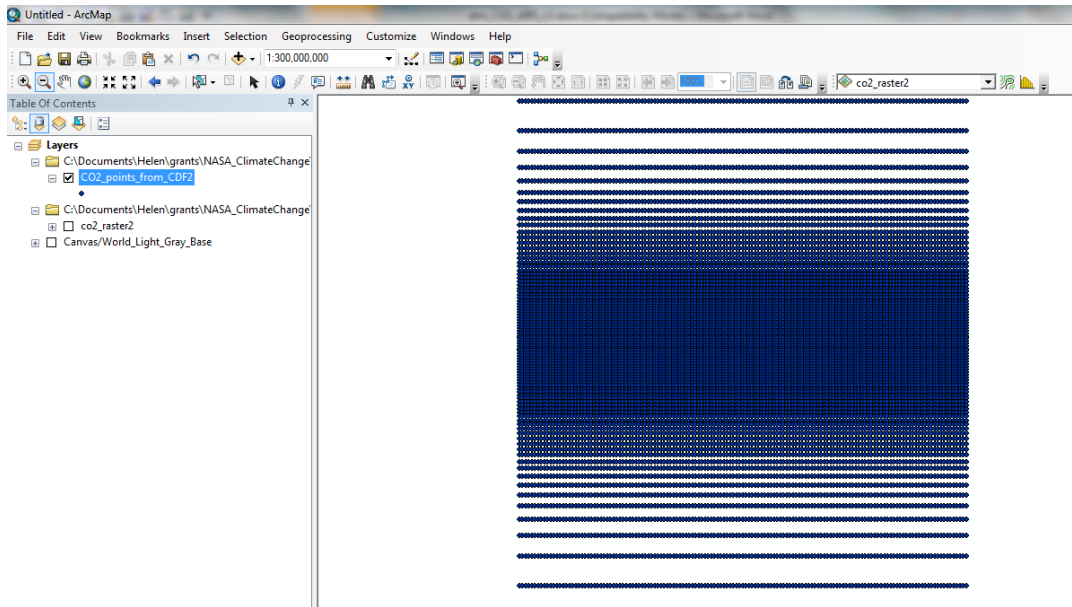 Untitled - ArcMap
File Edit View Bookmarks Insert Selection Geoprocessing Customize Windows Help
1:300,000,000
100% co2_raster2
Table Of Contents
Layers
C:\Documents\Helen\grants\NASA_ClimateChange
CO2_points_from_CDF2
C:\Documents\Helen\grants\NASA_ClimateChange
co2_raster2
Canvas/World_Light_Gray_Base